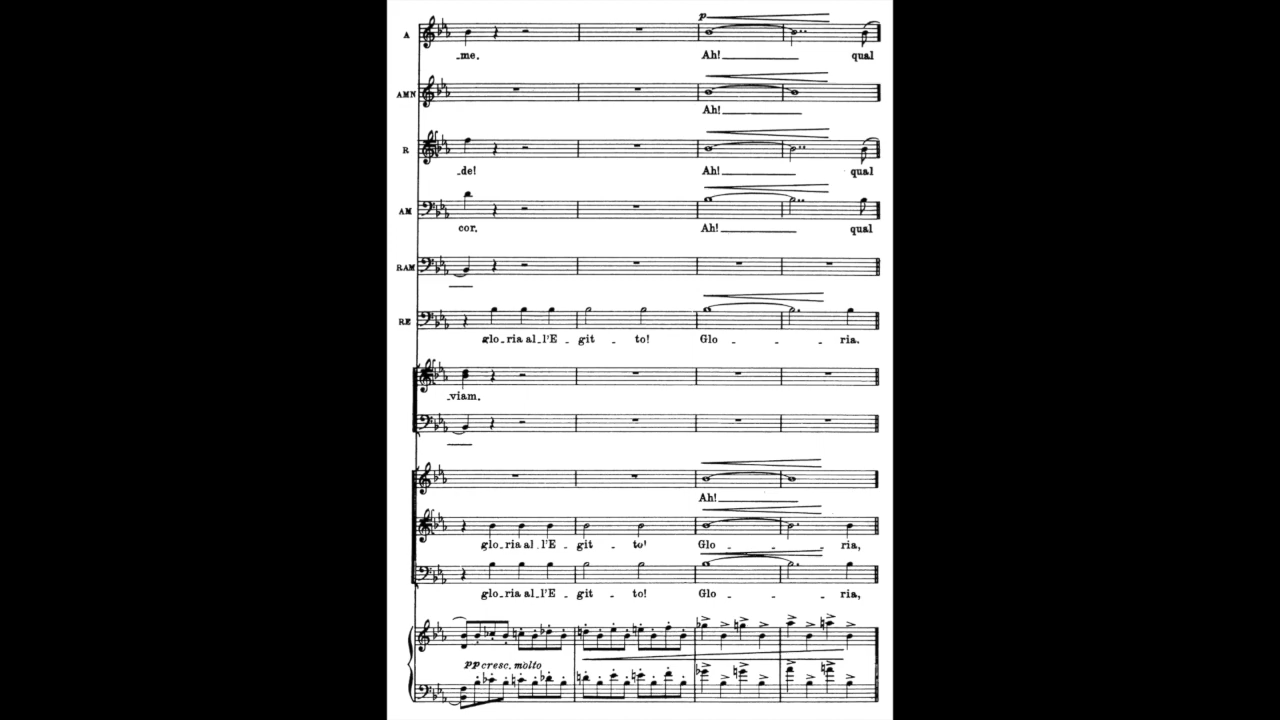 p
A
-me.
Ah!
qual
AMN
Ah!
R
-de!
Ah!
qual
AM
cor.
Ah!
qual
RAM
RE
glo-ria al-l'E - git - to! Glo - - - ria.
-viam.
Ah!
glo-ria al-l'E - git - to! Glo - - - ria,
glo-ria al-l'E - git - to! Glo - - - ria,
pp cresc. molto